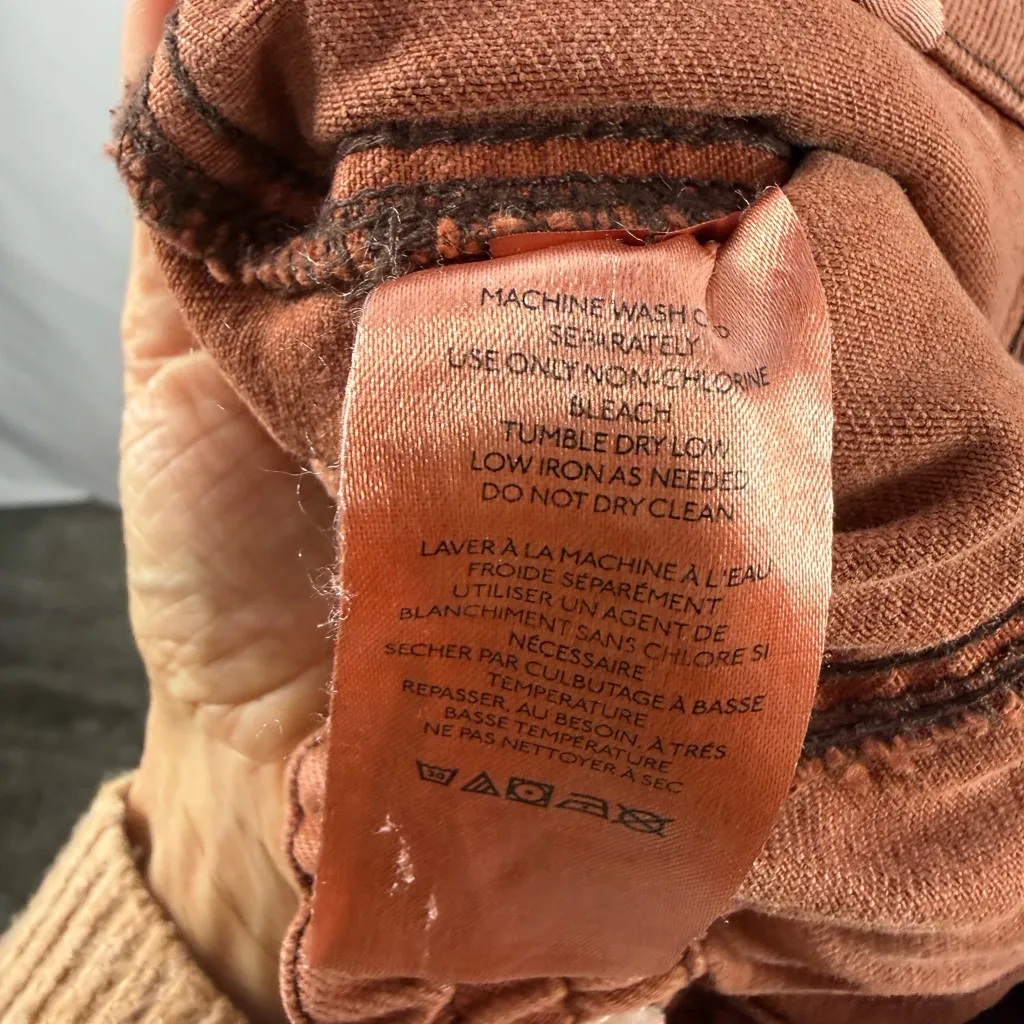 MACHINE WASH
SEPARATELY
USE ONLY NON-CHLORINE
BLEACH
TUMBLE DRY LOW
LOW IRON AS NEEDED
DO NOT DRY CLEAN
LAVER À LA MACHINE À L'EAU
FROIDE SÉPARÉMENT
UTILISER UN AGENT DE
BLANCHIMENT SANS CHLORE SI
NÉCESSAIRE
SECHER PAR CULBUTAGE À BASSE
TEMPERATURE
REPASSER, AU BESOIN, À TRÉS
BASSE TEMPÉRATURE
NE PAS NETTOYER À SEC
30